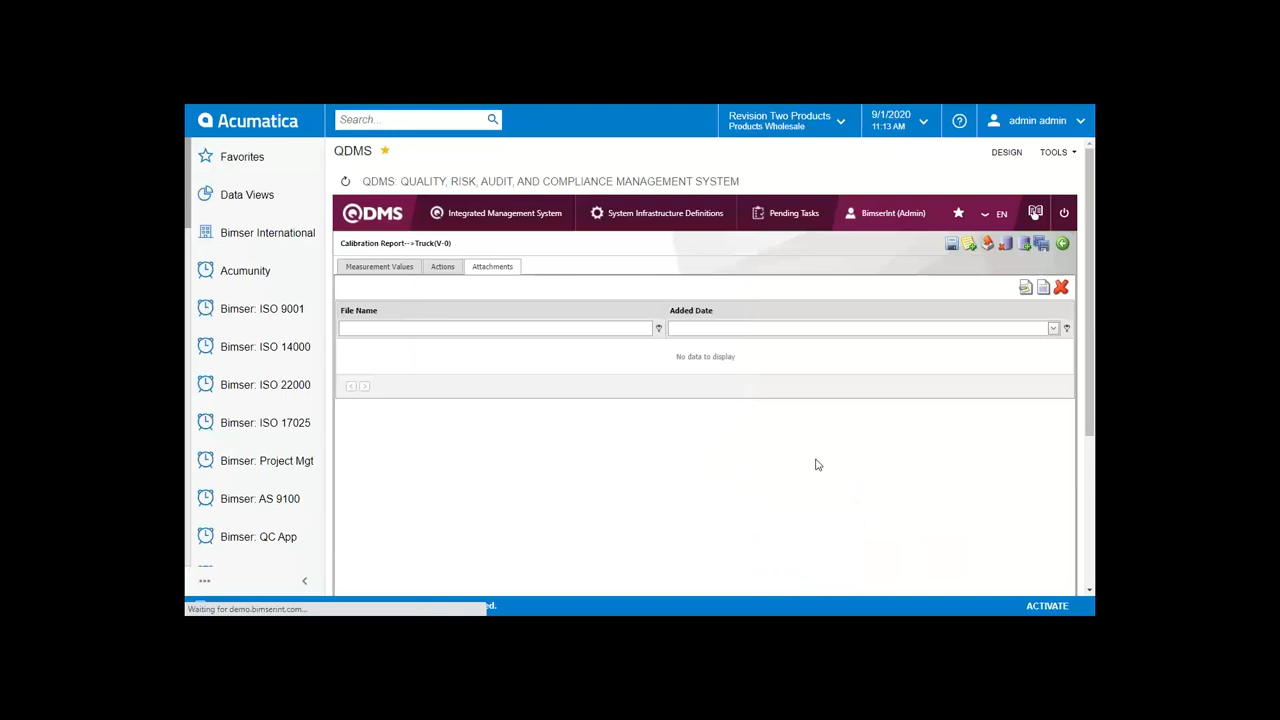 Acumatica
Search...
Revision Two Products
Products Wholesale
9/1/2020
11:13 AM
admin admin
Favorites
Data Views
Bimser International
Acumunity
Bimser: ISO 9001
Bimser: ISO 14000
Bimser: ISO 22000
Bimser: ISO 17025
Bimser: Project Mgt
Bimser: AS 9100
Bimser: QC App
QDMS
DESIGN
TOOLS
QDMS: QUALITY, RISK, AUDIT, AND COMPLIANCE MANAGEMENT SYSTEM
QDMS
Integrated Management System
System Infrastructure Definitions
Pending Tasks
BimserInt (Admin)
EN
Calibration Report-->Truck(V-0)
Measurement Values
Actions
Attachments
File Name
Added Date
No data to display
Waiting for demo.bimserint.com...
ed.
ACTIVATE